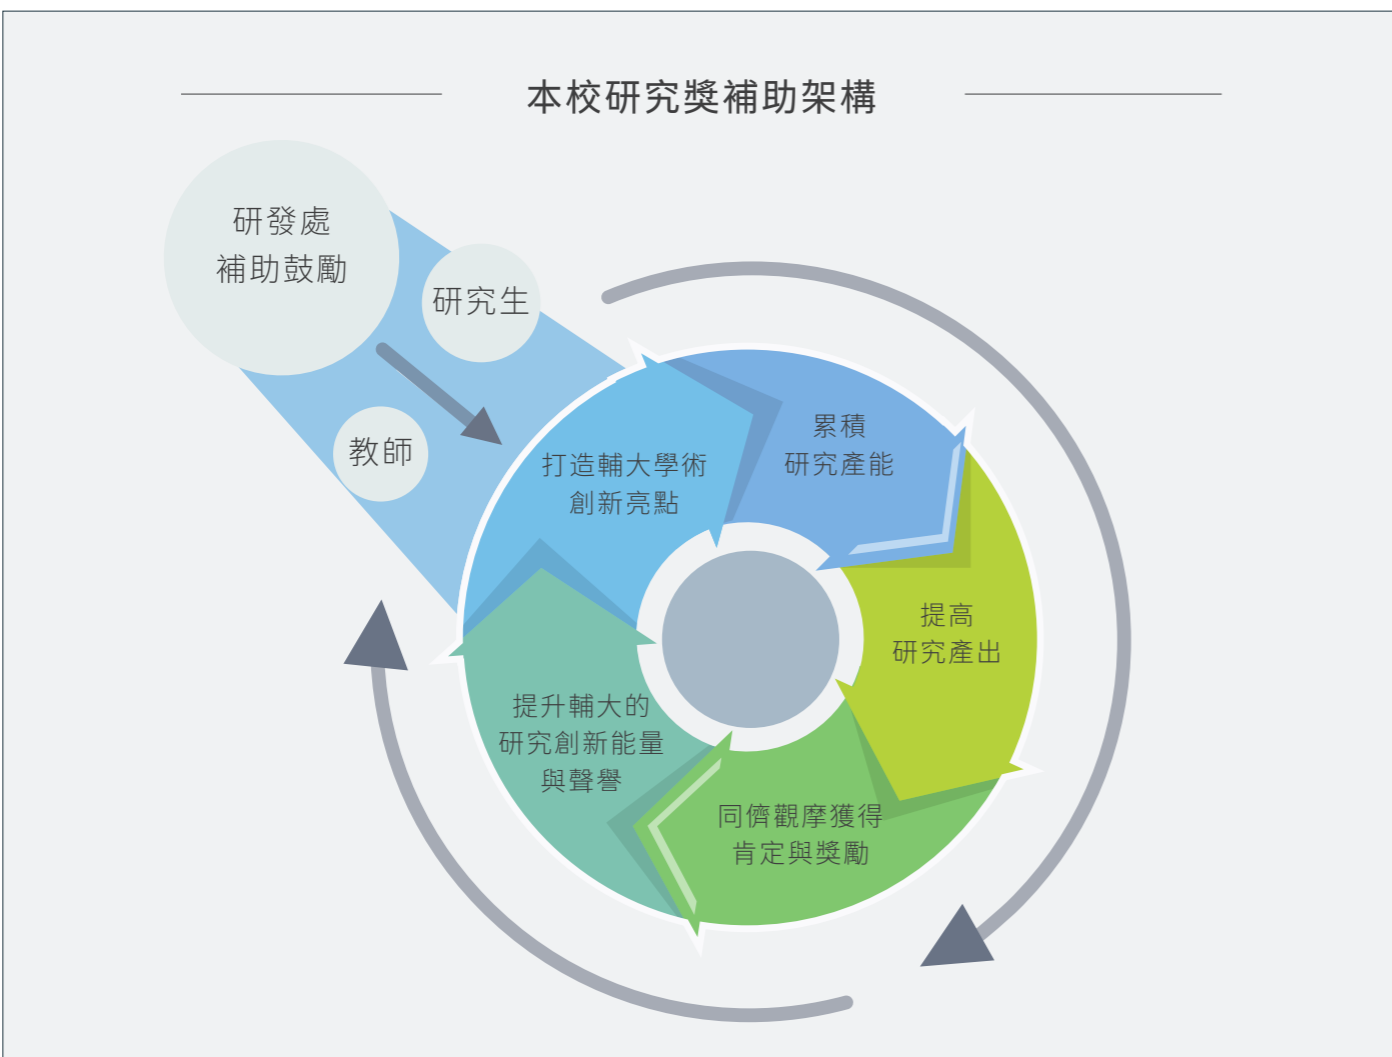 本校研究獎補助架構
研發處
補助鼓勵
研究生
教師
打造輔大學術
創新亮點
累積
研究產能
提高
研究產出
同儕觀摩獲得
肯定與獎勵
提升輔大的
研究創新能量
與聲譽